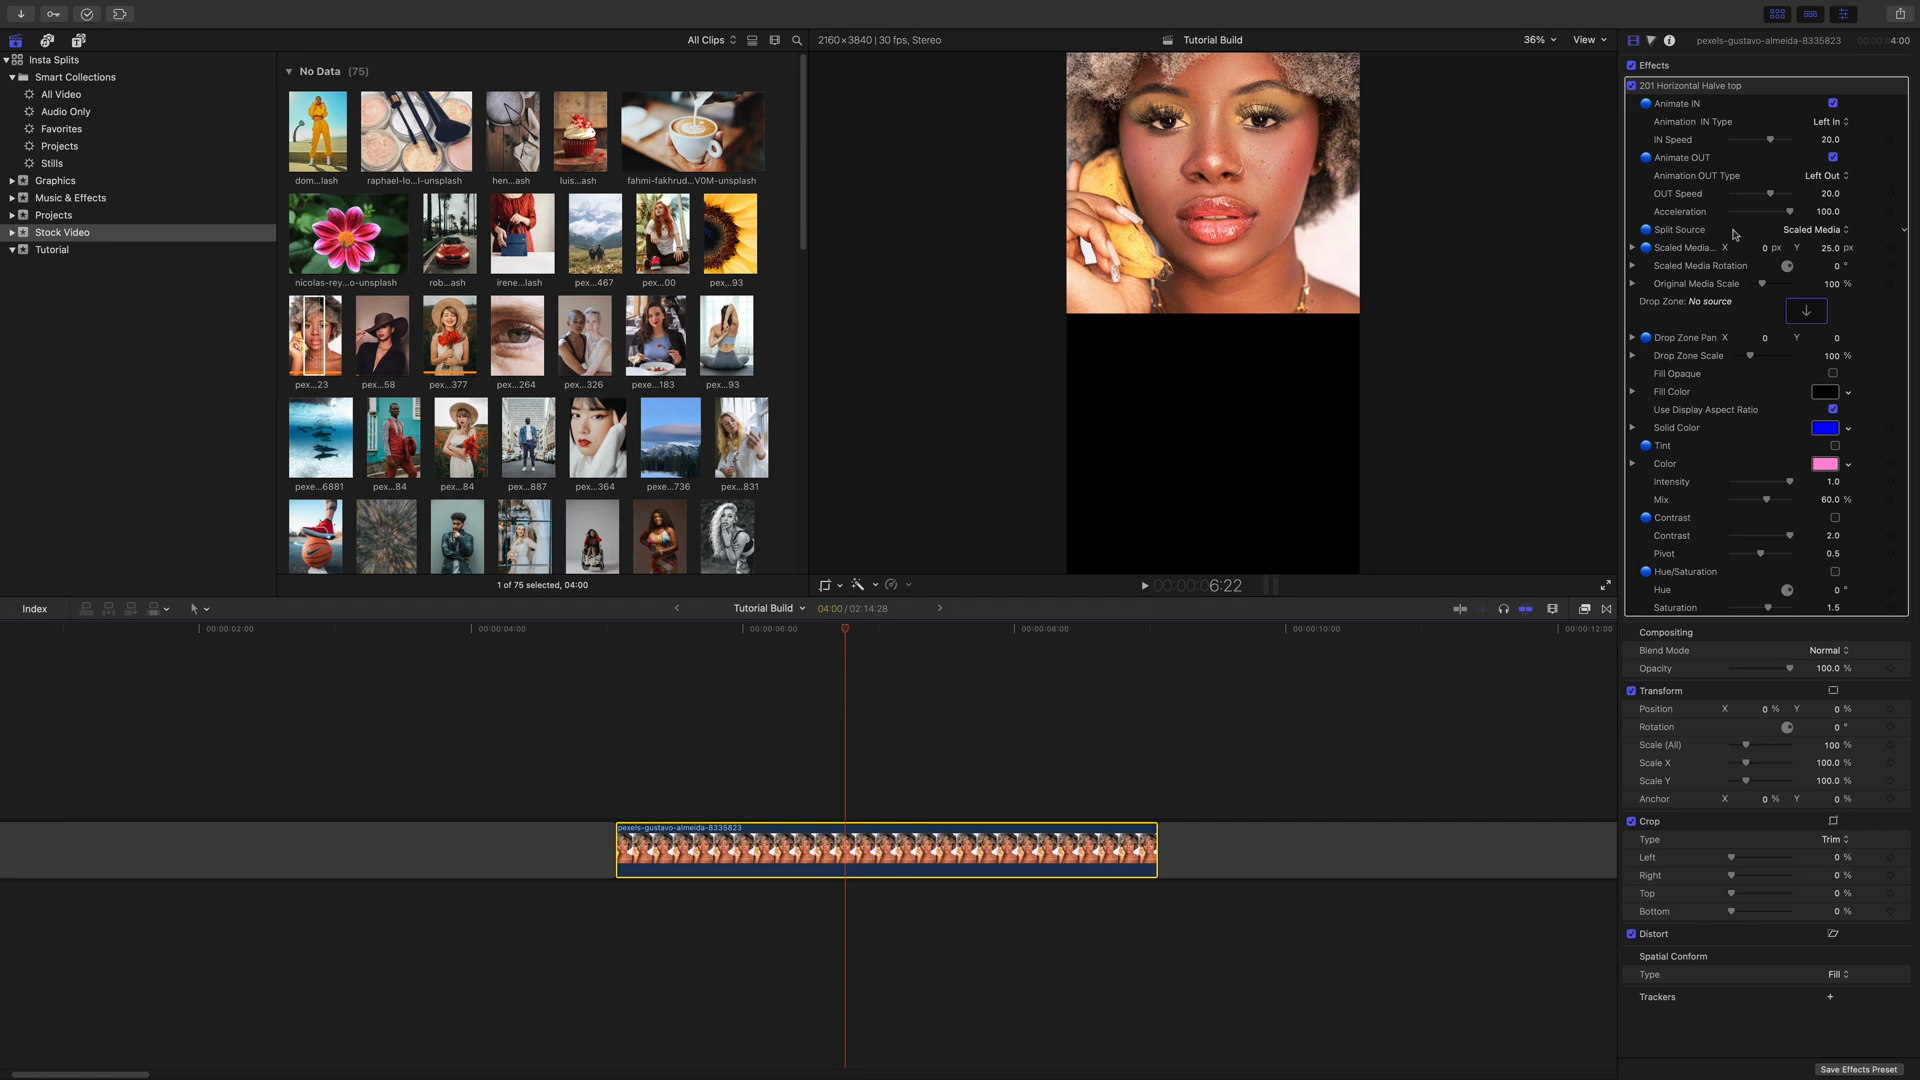 All Clips
2160×3840 | 30 fps, Stereo
Tutorial Build
36%
View
pexels-gustavo-almeida-8335823
00:00:04:00
Insta Splits
Smart Collections
All Video
Audio Only
Favorites
Projects
Stills
Graphics
Music & Effects
Projects
Stock Video
Tutorial
No Data (75)
dom...lash
raphael-lo...l-unsplash
hen...ash
luis...ash
fahmi-fakhrud...V0M-unsplash
nicolas-rey...o-unsplash
rob...ash
irene...lash
pex...467
pex...00
pex...93
pex...23
pex...58
pex...377
pex...264
pex...326
pexe...183
pex...93
pexe...6881
pex...84
pex...84
pex...887
pex...364
pexe...736
pex...831
1 of 75 selected, 04:00
00:00:06:22
Effects
201 Horizontal Halve top
Animate IN
Animation IN Type Left In
IN Speed 20.0
Animate OUT
Animation OUT Type Left Out
OUT Speed 20.0
Acceleration 100.0
Split Source Scaled Media
Scaled Media... X 0 px Y 25.0 px
Scaled Media Rotation 0 °
Original Media Scale 100 %
Drop Zone: No source
Drop Zone Pan X 0 Y 0
Drop Zone Scale 100 %
Fill Opaque
Fill Color
Use Display Aspect Ratio
Solid Color
Tint
Color
Intensity 1.0
Mix 60.0 %
Contrast
Contrast 2.0
Pivot 0.5
Hue/Saturation
Hue 0 °
Saturation 1.5
Compositing
Blend Mode Normal
Opacity 100.0 %
Transform
Position X 0 % Y 0 %
Rotation 0 °
Scale (All) 100 %
Scale X 100.0 %
Scale Y 100.0 %
Anchor X 0 % Y 0 %
Crop
Type Trim
Left 0 %
Right 0 %
Top 0 %
Bottom 0 %
Distort
Spatial Conform
Type Fill
Trackers +
Save Effects Preset
Index
Tutorial Build
04:00 / 02:14:28
00:00:02:00
00:00:04:00
00:00:06:00
00:00:08:00
00:00:10:00
00:00:12:00
pexels-gustavo-almeida-8335823